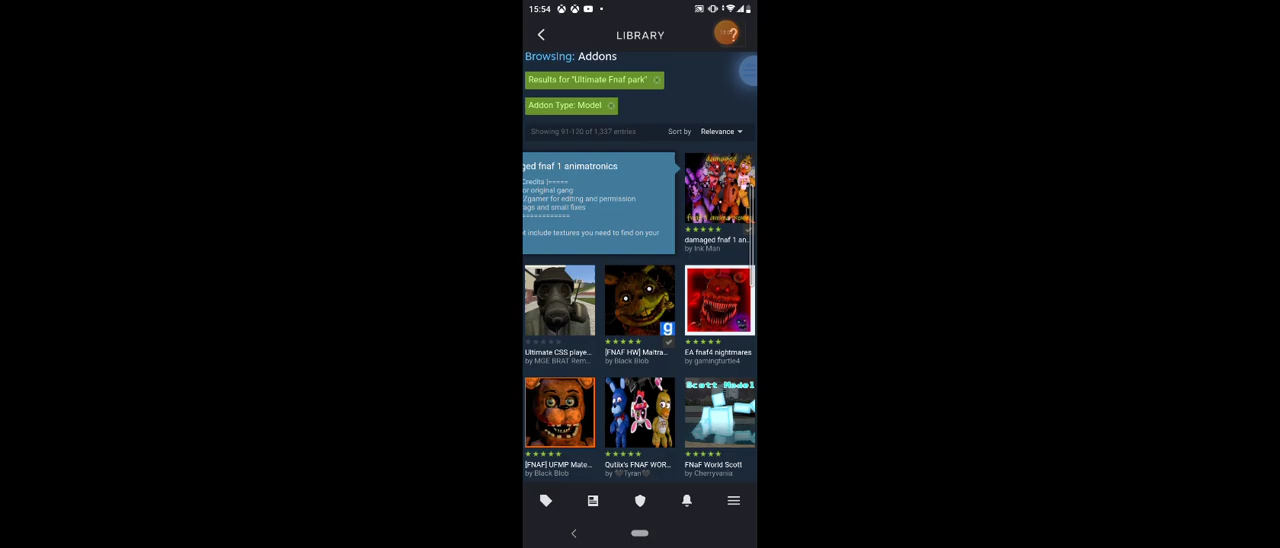 15:54
LIBRARY
Browsing: Addons
Results for "Ultimate Fnaf park"
Addon Type: Model
Showing 91-120 of 1,337 entries
Sort by Relevance
ged fnaf 1 animatronics
Credits )=====
or original gang
Z/gamer for editing and permission
ags and small fixes
============
ot include textures you need to find on your
damaged
damaged fnaf 1 an...
by Ink Man
Ultimate CSS playe...
by MGE BRAT Rem...
g
[FNAF HW] Maltra...
by Black Blob
EA fnaf4 nightmares
by gamingturtle4
Scott Model
[FNAF] UFMP Mate...
by Black Blob
Qutiix's FNAF WOR...
by 🖤Tyran🖤
FNaF World Scott
by Cherryvania